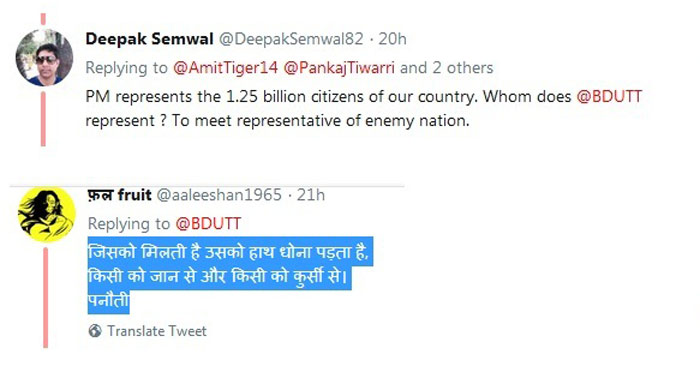 Deepak Semwal @DeepakSemwal82 · 20h
Replying to @AmitTiger14 @PankajTiwarri and 2 others
PM represents the 1.25 billion citizens of our country. Whom does @BDUTT
represent ? To meet representative of enemy nation.
फ़ल fruit @aaleeshan1965 · 21h
Replying to @BDUTT
जिसको मिलती है उसको हाथ धोना पड़ता है,
किसी को जान से और किसी को कुर्सी से।
पनौती
Translate Tweet